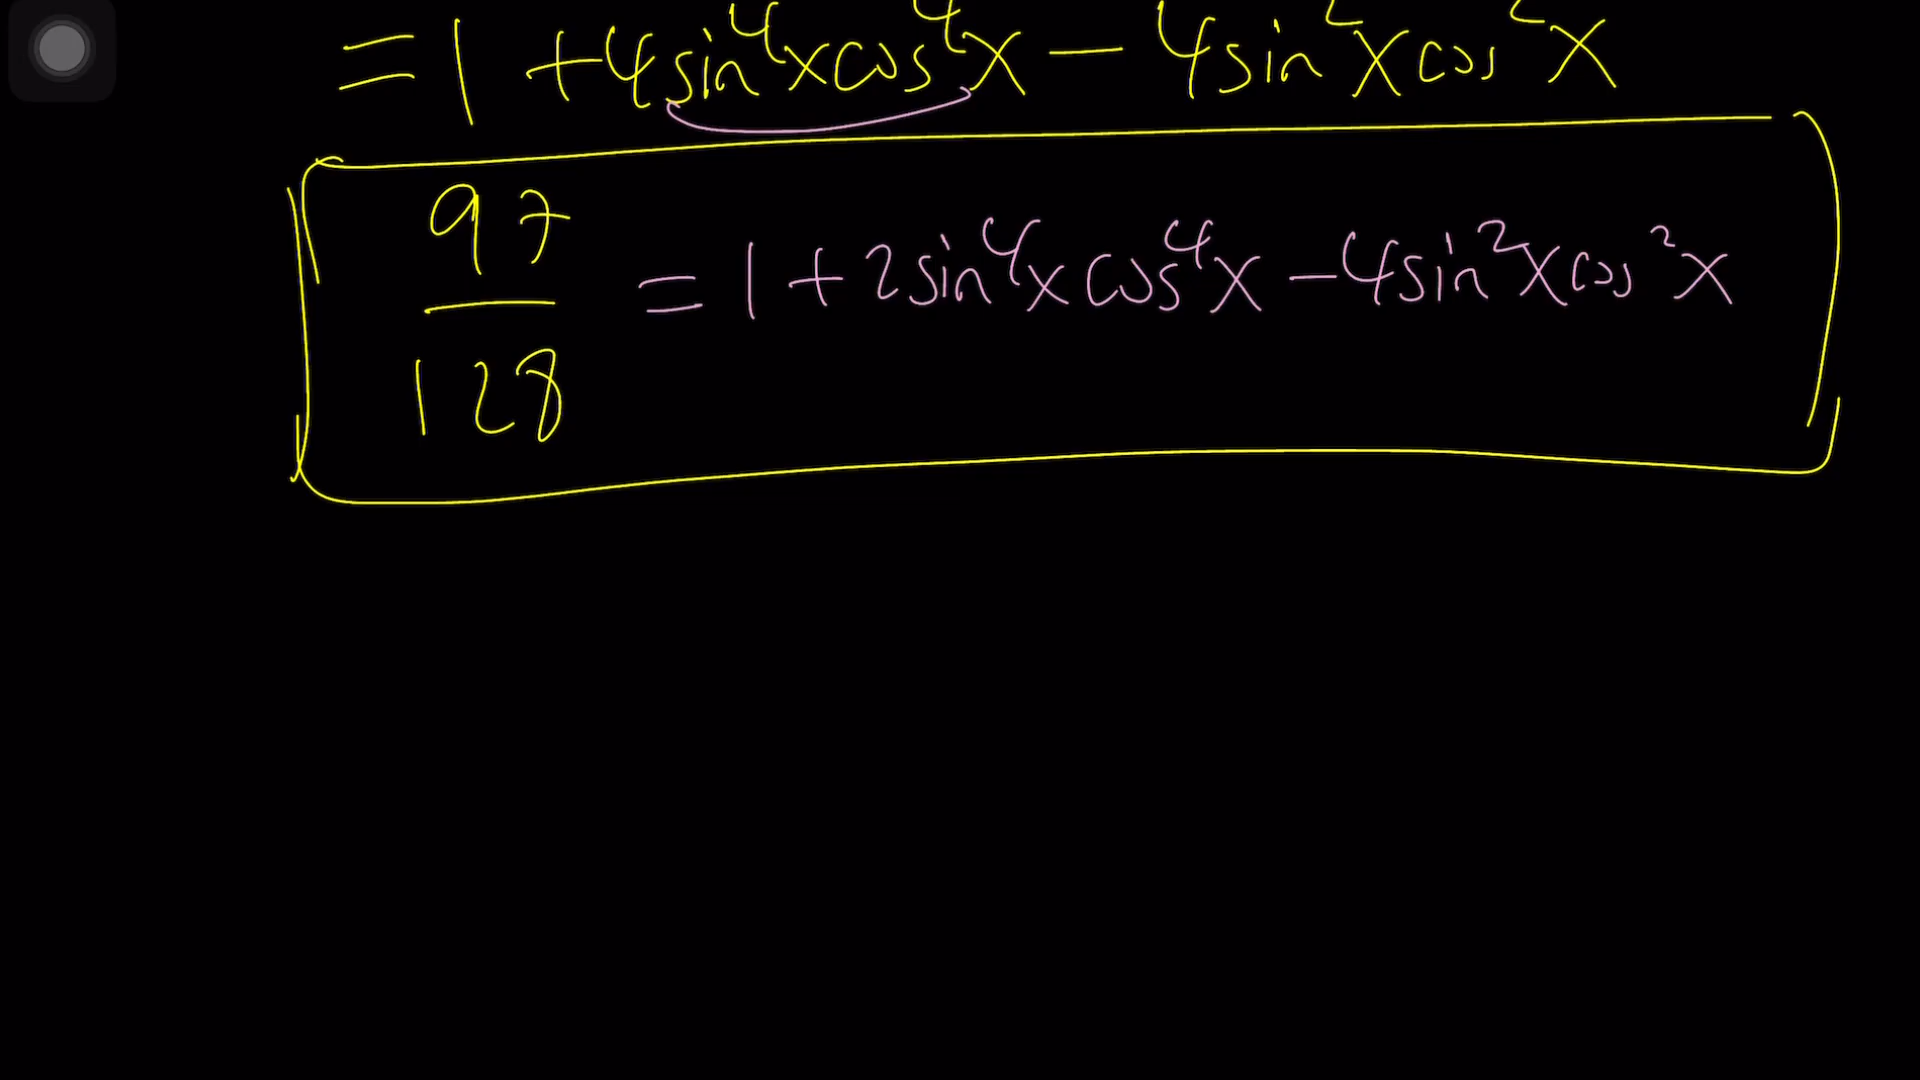 = 1 + 4sin⁴xcos⁴x - 4sin²xcos²x
97/128 = 1 + 2sin⁴xcos⁴x - 4sin²xcos²x